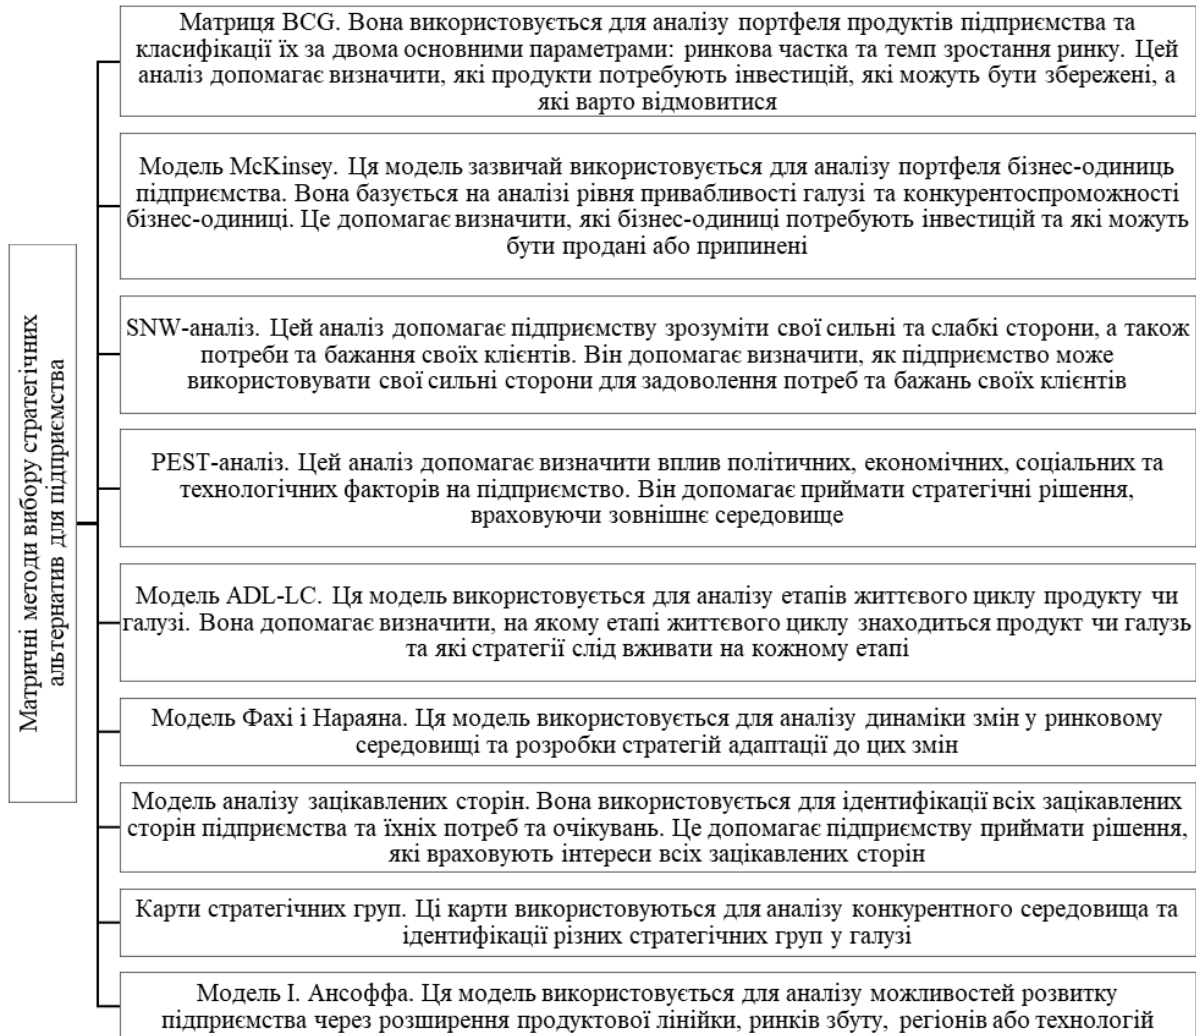 Матриця BCG. Вона використовується для аналізу портфеля продуктів підприємства та
класифікації їх за двома основними параметрами: ринкова частка та темп зростання ринку. Цей
аналіз допомагає визначити, які продукти потребують інвестицій, які можуть бути збережені, а
які варто відмовитися
Модель McKinsey. Ця модель зазвичай використовується для аналізу портфеля бізнес-одиниць
підприємства. Вона базується на аналізі рівня привабливості галузі та конкурентоспроможності
бізнес-одиниці. Це допомагає визначити, які бізнес-одиниці потребують інвестицій та які можуть
бути продані або припинені
Матричні методи вибору стратегічних
альтернатив для підприємства
SNW-аналіз. Цей аналіз допомагає підприємству зрозуміти свої сильні та слабкі сторони, а також
потреби та бажання своїх клієнтів. Він допомагає визначити, як підприємство може
використовувати свої сильні сторони для задоволення потреб та бажань своїх клієнтів
PEST-аналіз. Цей аналіз допомагає визначити вплив політичних, економічних, соціальних та
технологічних факторів на підприємство. Він допомагає приймати стратегічні рішення,
враховуючи зовнішнє середовище
Модель ADL-LC. Ця модель використовується для аналізу етапів життєвого циклу продукту чи
галузі. Вона допомагає визначити, на якому етапі життєвого циклу знаходиться продукт чи галузь
та які стратегії слід вживати на кожному етапі
Модель Фахі і Нараяна. Ця модель використовується для аналізу динаміки змін у ринковому
середовищі та розробки стратегій адаптації до цих змін
Модель аналізу зацікавлених сторін. Вона використовується для ідентифікації всіх зацікавлених
сторін підприємства та їхніх потреб та очікувань. Це допомагає підприємству приймати рішення,
які враховують інтереси всіх зацікавлених сторін
Карти стратегічних груп. Ці карти використовуються для аналізу конкурентного середовища та
ідентифікації різних стратегічних груп у галузі
Модель І. Ансоффа. Ця модель використовується для аналізу можливостей розвитку
підприємства через розширення продуктової лінійки, ринків збуту, регіонів або технологій